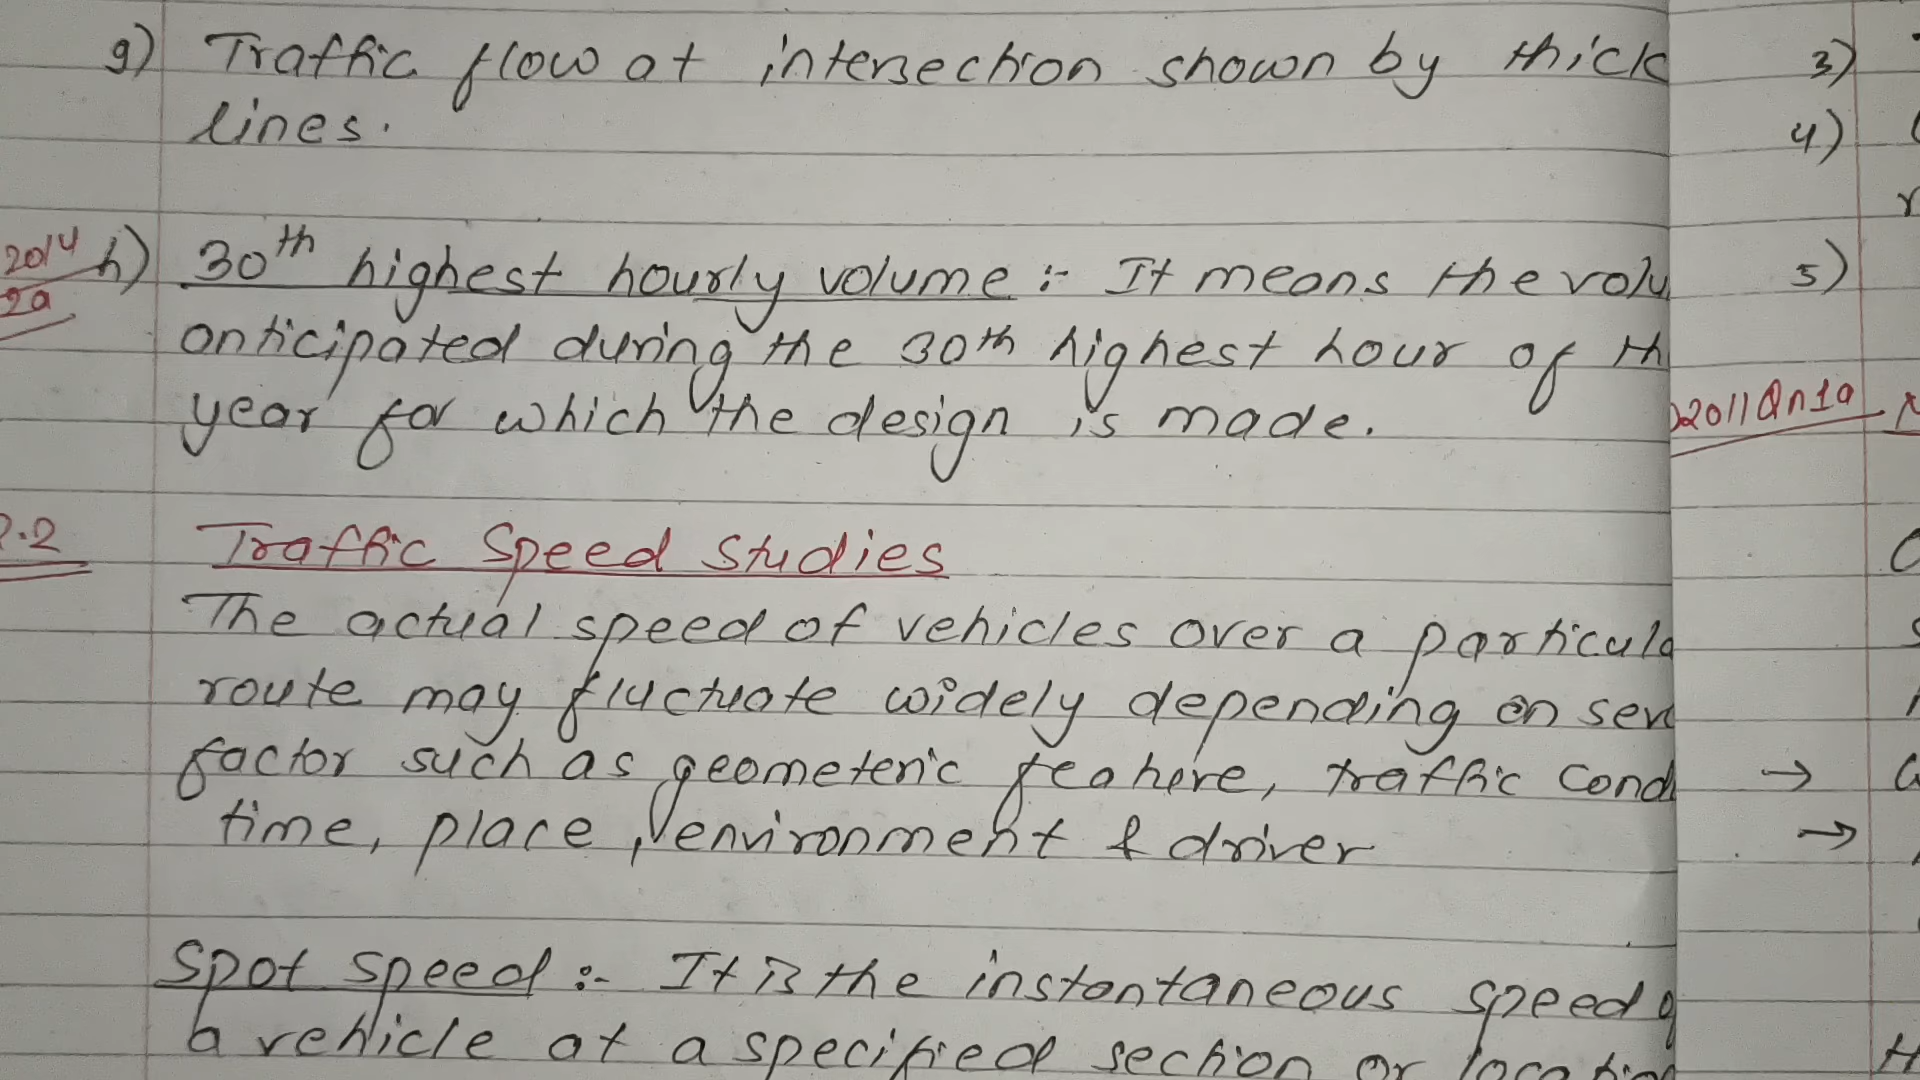 g) Traffic flow at intersection shown by thick
lines.
2014 h) 30th highest hourly volume :- It means the volu
2a
anticipated during the 30th highest hour of th
year for which the design is made.
.2 Traffic Speed Studies
The actual speed of vehicles over a particula
route may fluctuate widely depending on seve
factor such as geometeric feature, traffic cond
time, place, environment & driver
Spot speed :- It is the instantaneous speed o
a vehicle at a specified section or location
3)
4)
5)
2011 Qn1a
→
→